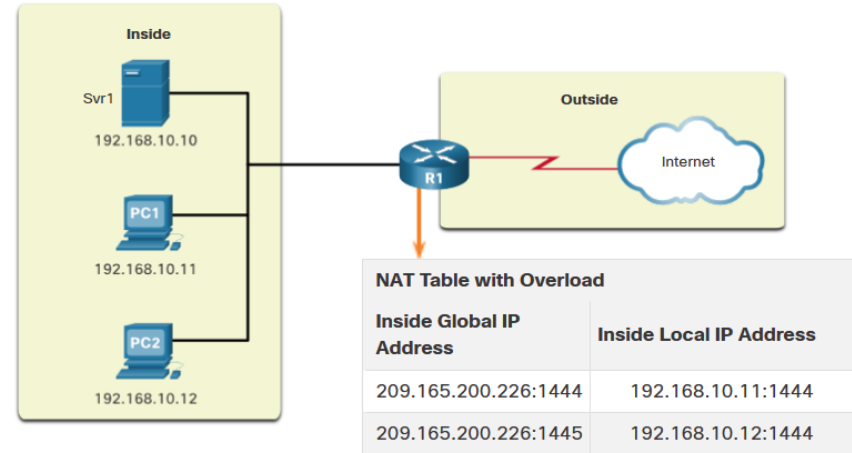 Inside
Svr1
192.168.10.10
PC1
192.168.10.11
PC2
192.168.10.12
Outside
Internet
R1
NAT Table with Overload
Inside Global IP
Address
Inside Local IP Address
209.165.200.226:1444 192.168.10.11:1444
209.165.200.226:1445 192.168.10.12:1444